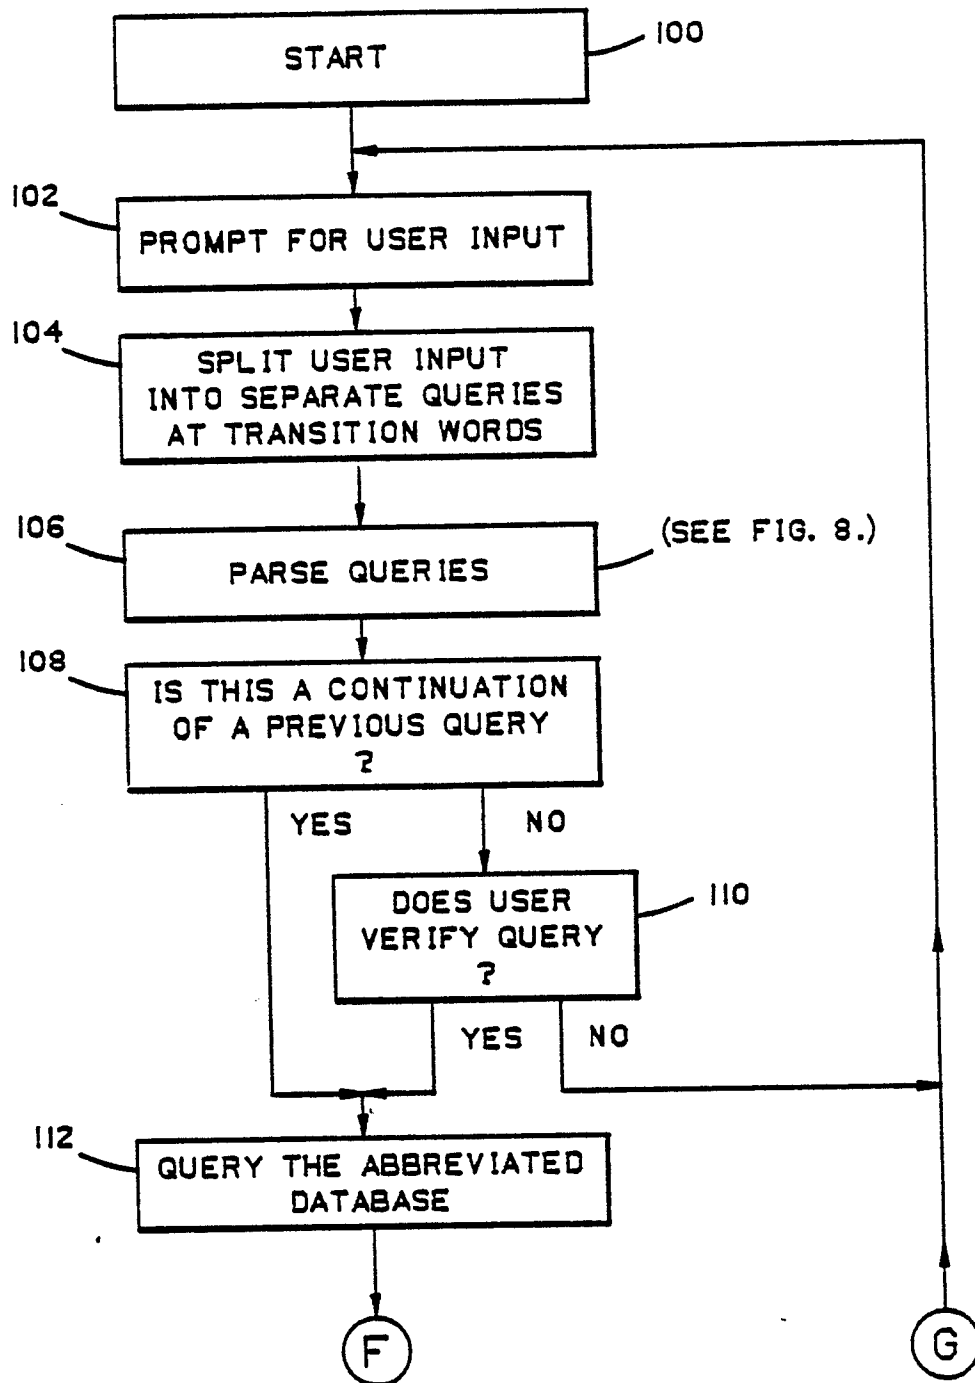 START
100
102
PROMPT FOR USER INPUT
104
SPLIT USER INPUT
INTO SEPARATE QUERIES
AT TRANSITION WORDS
106
PARSE QUERIES
(SEE FIG. 8.)
108
IS THIS A CONTINUATION
OF A PREVIOUS QUERY
?
YES
NO
DOES USER
VERIFY QUERY
?
110
YES
NO
112
QUERY THE ABBREVIATED
DATABASE
F
G